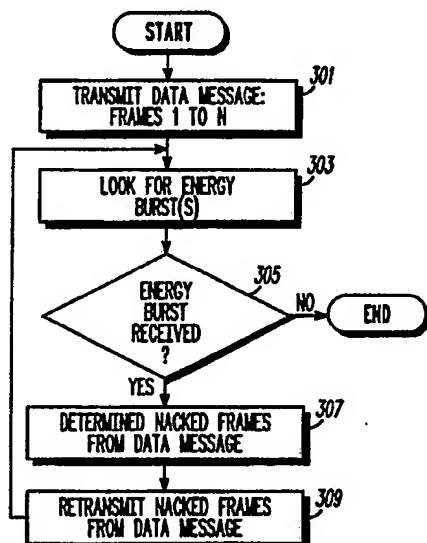 START
301
TRANSMIT DATA MESSAGE:
FRAMES 1 TO N
303
LOOK FOR ENERGY
BURST(S)
305
ENERGY
BURST
RECEIVED
?
NO
END
YES
307
DETERMINED NACKED FRAMES
FROM DATA MESSAGE
309
RETRANSMIT NACKED FRAMES
FROM DATA MESSAGE